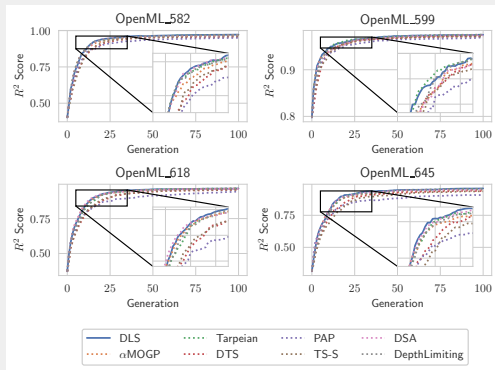 OpenML_582
OpenML_599
1.00
0.75
0.50
R² Score
0 25 50 75 100
Generation
0.9
0.8
R² Score
0 25 50 75 100
Generation
OpenML_618
OpenML_645
0.75
0.50
R² Score
0 25 50 75 100
Generation
0.75
0.50
R² Score
0 25 50 75 100
Generation
DLS Tarpeian PAP DSA
αMOGP DTS TS-S DepthLimiting